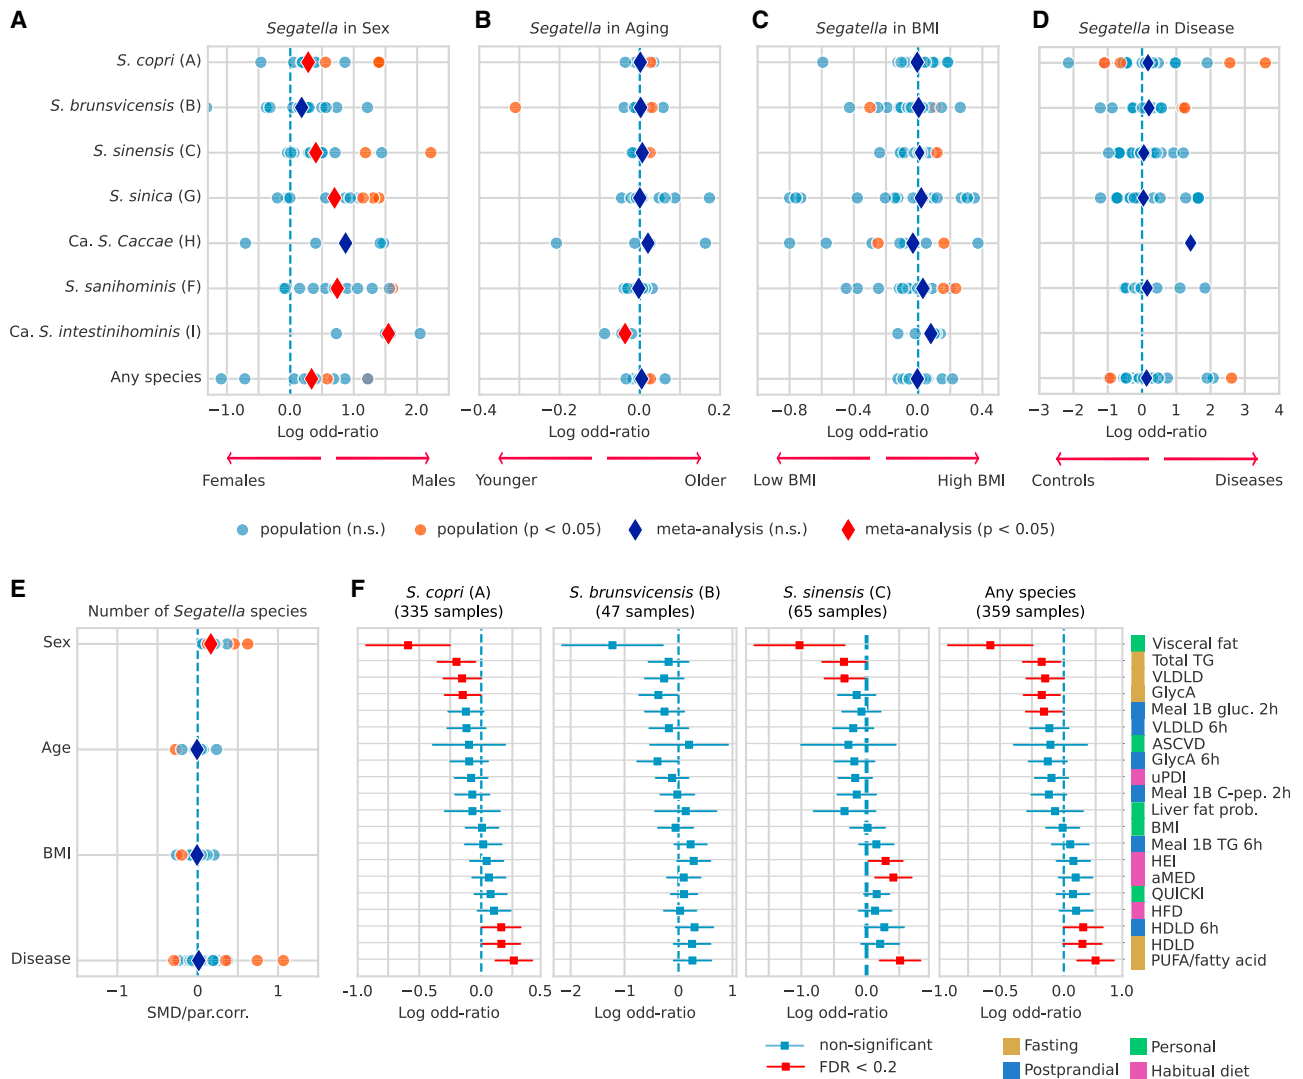 A
Segatella in Sex
B
Segatella in Aging
C
Segatella in BMI
D
Segatella in Disease
S. copri (A)
S. brunsvicensis (B)
S. sinensis (C)
S. sinica (G)
Ca. S. Caccae (H)
S. sanihominis (F)
Ca. S. intestinihominis (I)
Any species
−1.0 0.0 1.0 2.0
−0.4 −0.2 0.0 0.2
−0.8 −0.4 0.0 0.4
−3 −2 −1 0 1 2 3 4
Log odd-ratio
Log odd-ratio
Log odd-ratio
Log odd-ratio
Females Males
Younger Older
Low BMI High BMI
Controls Diseases
population (n.s.)
population (p < 0.05)
meta-analysis (n.s.)
meta-analysis (p < 0.05)
E
Number of Segatella species
Sex
Age
BMI
Disease
−1 0 1
SMD/par.corr.
F
S. copri (A)
(335 samples)
S. brunsvicensis (B)
(47 samples)
S. sinensis (C)
(65 samples)
Any species
(359 samples)
Visceral fat
Total TG
VLDLD
GlycA
Meal 1B gluc. 2h
VLDLD 6h
ASCVD
GlycA 6h
uPDI
Meal 1B C-pep. 2h
Liver fat prob.
BMI
Meal 1B TG 6h
HEI
aMED
QUICKI
HFD
HDLD 6h
HDLD
PUFA/fatty acid
−1.0 0.0 0.5
−2 −1 0 1
−1.0 0.0
−1.0 0.0 1.0
Log odd-ratio
Log odd-ratio
Log odd-ratio
Log odd-ratio
non-significant
FDR < 0.2
Fasting
Postprandial
Personal
Habitual diet